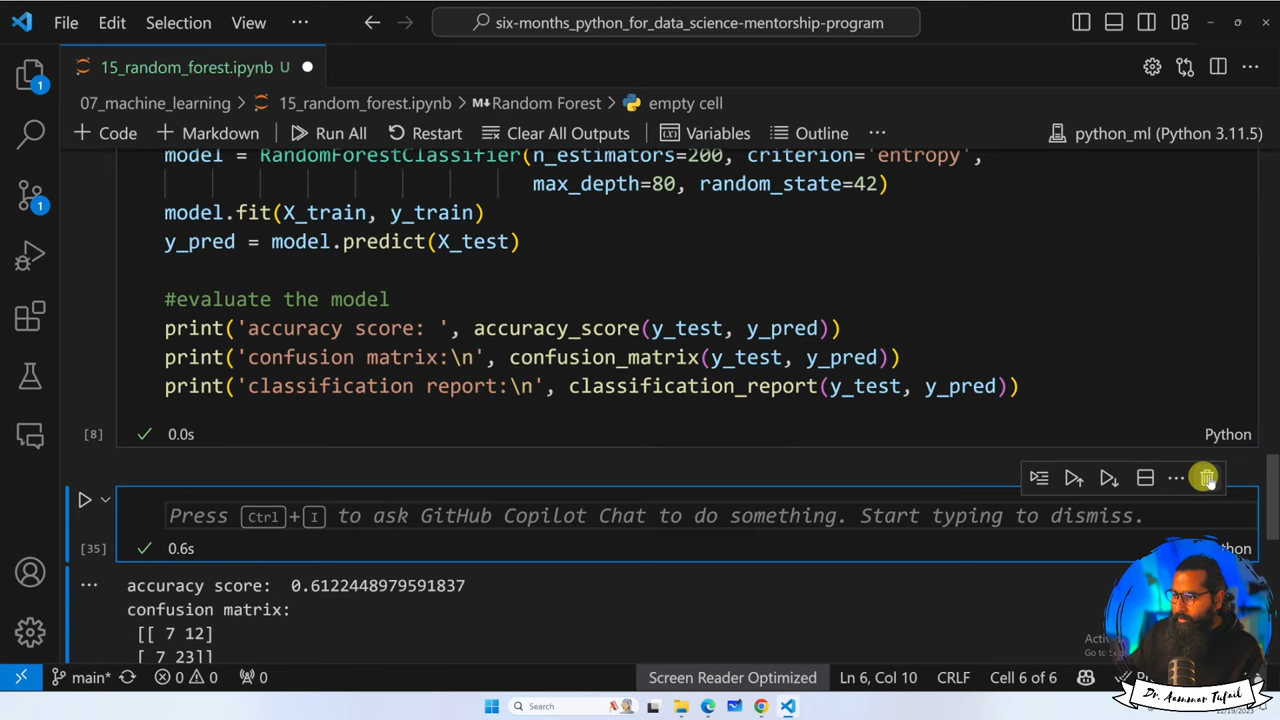 File Edit Selection View ··· six-months_python_for_data_science-mentorship-program
15_random_forest.ipynb U
07_machine_learning > 15_random_forest.ipynb > M↓Random Forest > empty cell
+ Code + Markdown Run All Restart Clear All Outputs Variables Outline ··· python_ml (Python 3.11.5)
model = RandomForestClassifier(n_estimators=200, criterion='entropy',
max_depth=80, random_state=42)
model.fit(X_train, y_train)
y_pred = model.predict(X_test)
#evaluate the model
print('accuracy score: ', accuracy_score(y_test, y_pred))
print('confusion matrix:\n', confusion_matrix(y_test, y_pred))
print('classification report:\n', classification_report(y_test, y_pred))
[8] 0.0s Python
Press Ctrl+I to ask GitHub Copilot Chat to do something. Start typing to dismiss.
[35] 0.6s
accuracy score: 0.6122448979591837
confusion matrix:
[[ 7 12]
[ 7 23]]
main* 0 0 0 Screen Reader Optimized Ln 6, Col 10 CRLF Cell 6 of 6
Search
Dr. Aammar Tufail